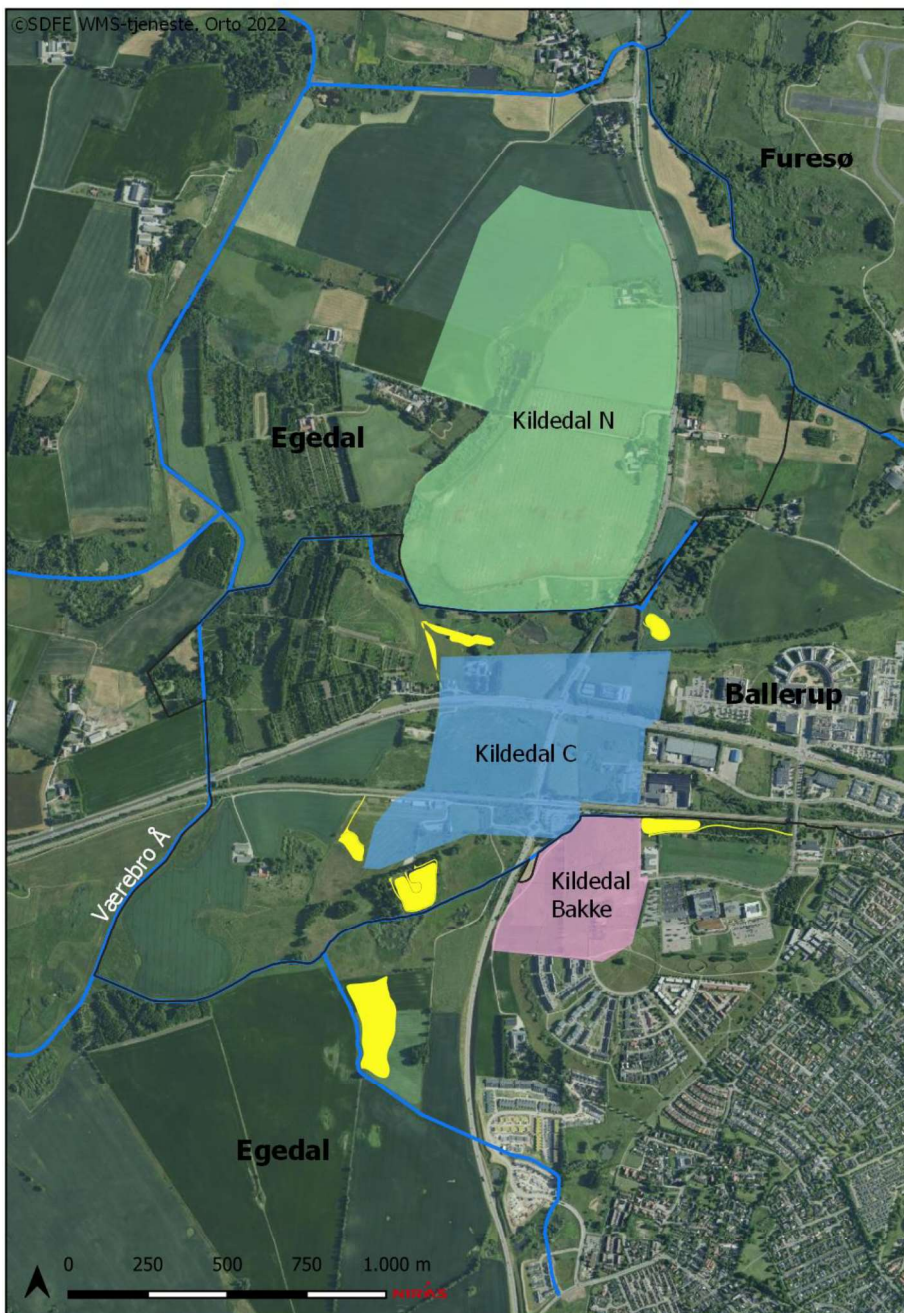 ©SDFE WMS-tjeneste, Orto 2022
Furesø
Kildedal N
Egedal
Ballerup
Kildedal C
Værebro Å
Kildedal
Bakke
Egedal
0 250 500 750 1.000 m